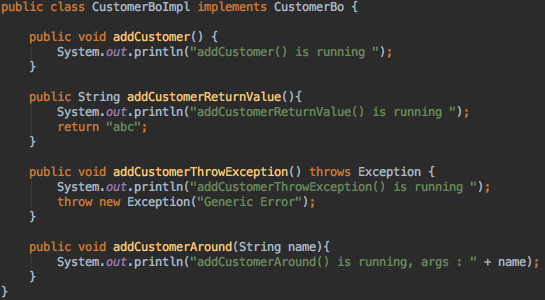 public class CustomerBoImpl implements CustomerBo {
public void addCustomer() {
System.out.println("addCustomer() is running ");
}
public String addCustomerReturnValue(){
System.out.println("addCustomerReturnValue() is running ");
return "abc";
}
public void addCustomerThrowException() throws Exception {
System.out.println("addCustomerThrowException() is running ");
throw new Exception("Generic Error");
}
public void addCustomerAround(String name){
System.out.println("addCustomerAround() is running, args : " + name);
}
}